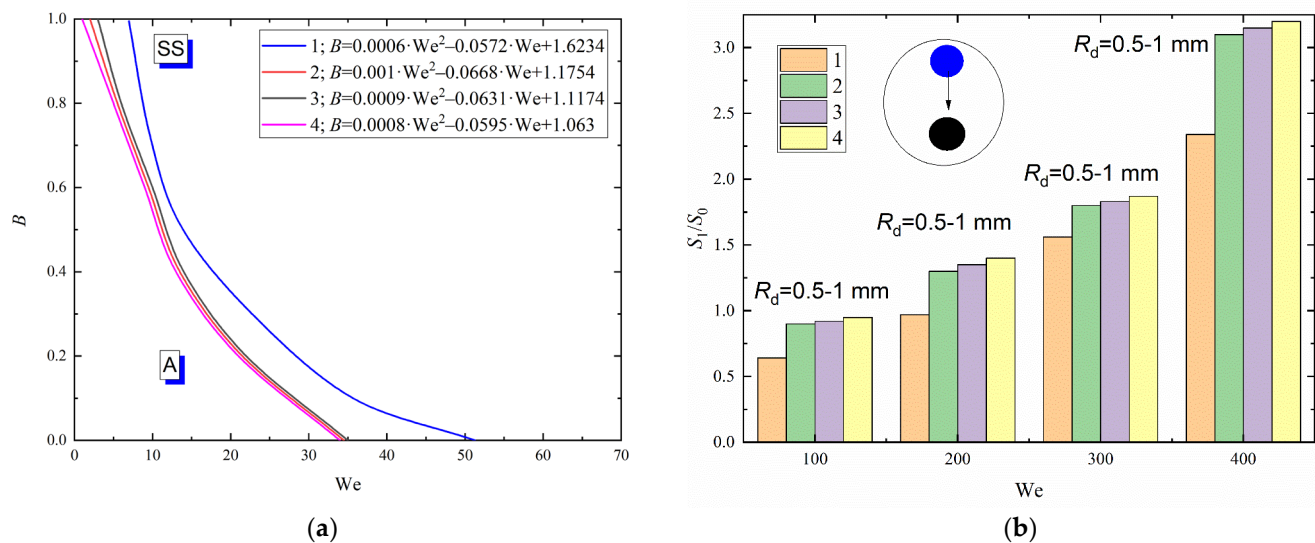 1.0
0.8
0.6
0.4
0.2
0.0
B
SS
A
1; B=0.0006·We²–0.0572·We+1.6234
2; B=0.001·We²–0.0668·We+1.1754
3; B=0.0009·We²–0.0631·We+1.1174
4; B=0.0008·We²–0.0595·We+1.063
0 10 20 30 40 50 60 70
We
(a)
3.0
2.5
2.0
1.5
1.0
0.5
0.0
S₁/S₀
1
2
3
4
R_d=0.5-1 mm
R_d=0.5-1 mm
R_d=0.5-1 mm
R_d=0.5-1 mm
100 200 300 400
We
(b)